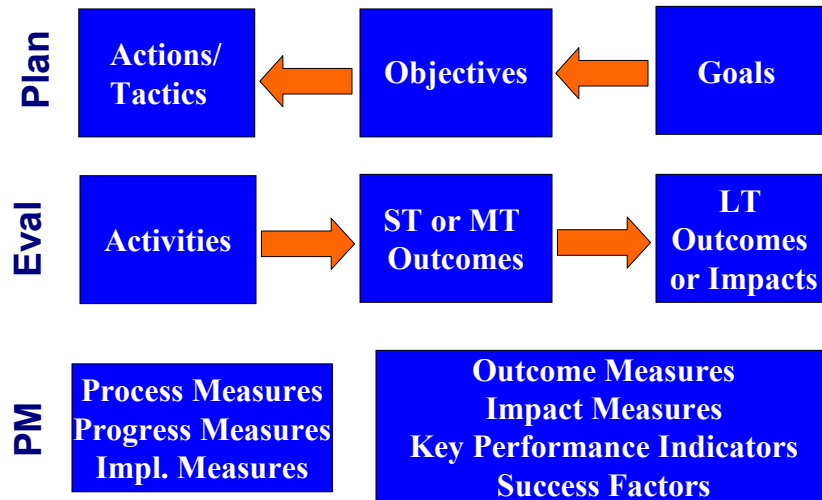 Plan
Actions/
Tactics
Objectives
Goals
Eval
Activities
ST or MT
Outcomes
LT
Outcomes
or Impacts
PM
Process Measures
Progress Measures
Impl. Measures
Outcome Measures
Impact Measures
Key Performance Indicators
Success Factors